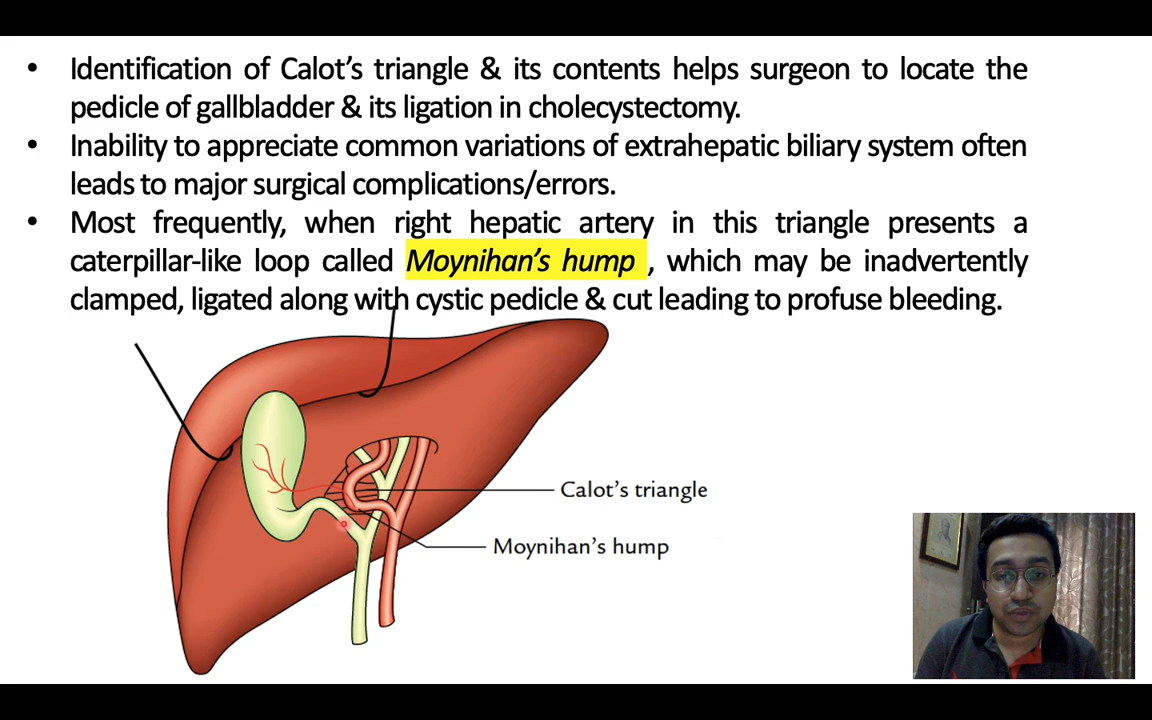 • Identification of Calot’s triangle & its contents helps surgeon to locate the
pedicle of gallbladder & its ligation in cholecystectomy.
• Inability to appreciate common variations of extrahepatic biliary system often
leads to major surgical complications/errors.
• Most frequently, when right hepatic artery in this triangle presents a
caterpillar-like loop called Moynihan’s hump , which may be inadvertently
clamped, ligated along with cystic pedicle & cut leading to profuse bleeding.
Calot’s triangle
Moynihan’s hump